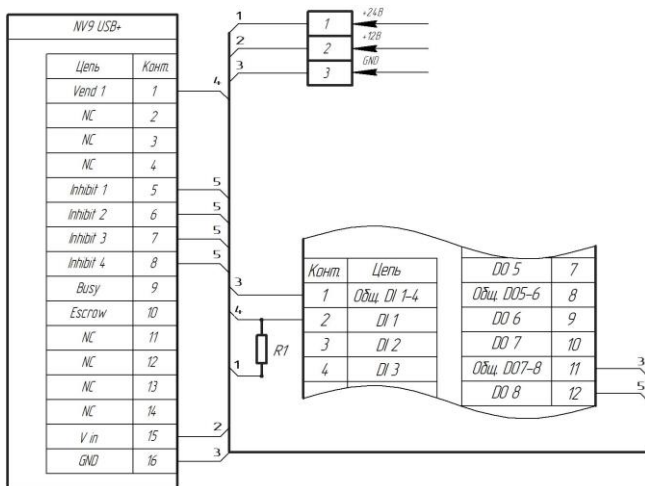 NV9 USB+
Цепь Конт.
Vend 1 1
NC 2
NC 3
NC 4
Inhibit 1 5
Inhibit 2 6
Inhibit 3 7
Inhibit 4 8
Busy 9
Escrow 10
NC 11
NC 12
NC 13
NC 14
V in 15
GND 16
4
5
5
5
5
2
3
1
2
3
3
4
1
1 +24В
2 +12В
3 GND
R1
Конт. Цепь
1 Общ. DI 1-4
2 DI 1
3 DI 2
4 DI 3
DO 5 7
Общ. DO5-6 8
DO 6 9
DO 7 10
Общ. DO7-8 11
DO 8 12
3
5